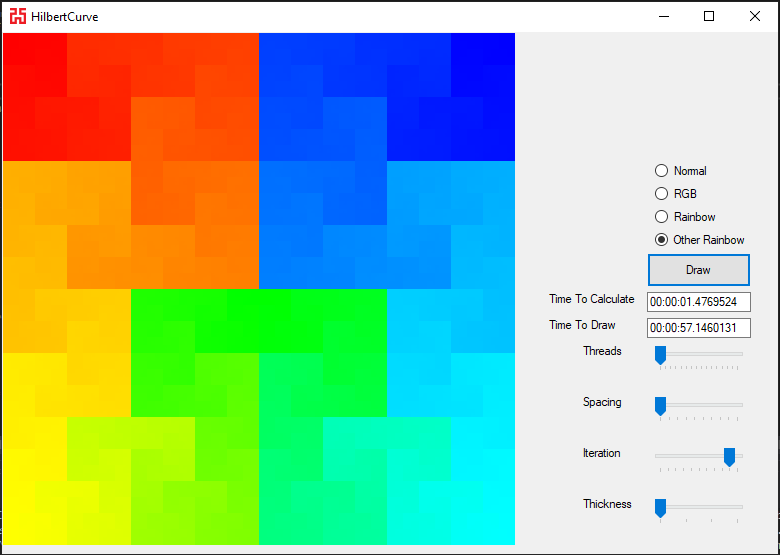 HilbertCurve
Normal
RGB
Rainbow
Other Rainbow
Draw
Time To Calculate 00:00:01.4769524
Time To Draw 00:00:57.1460131
Threads
Spacing
Iteration
Thickness